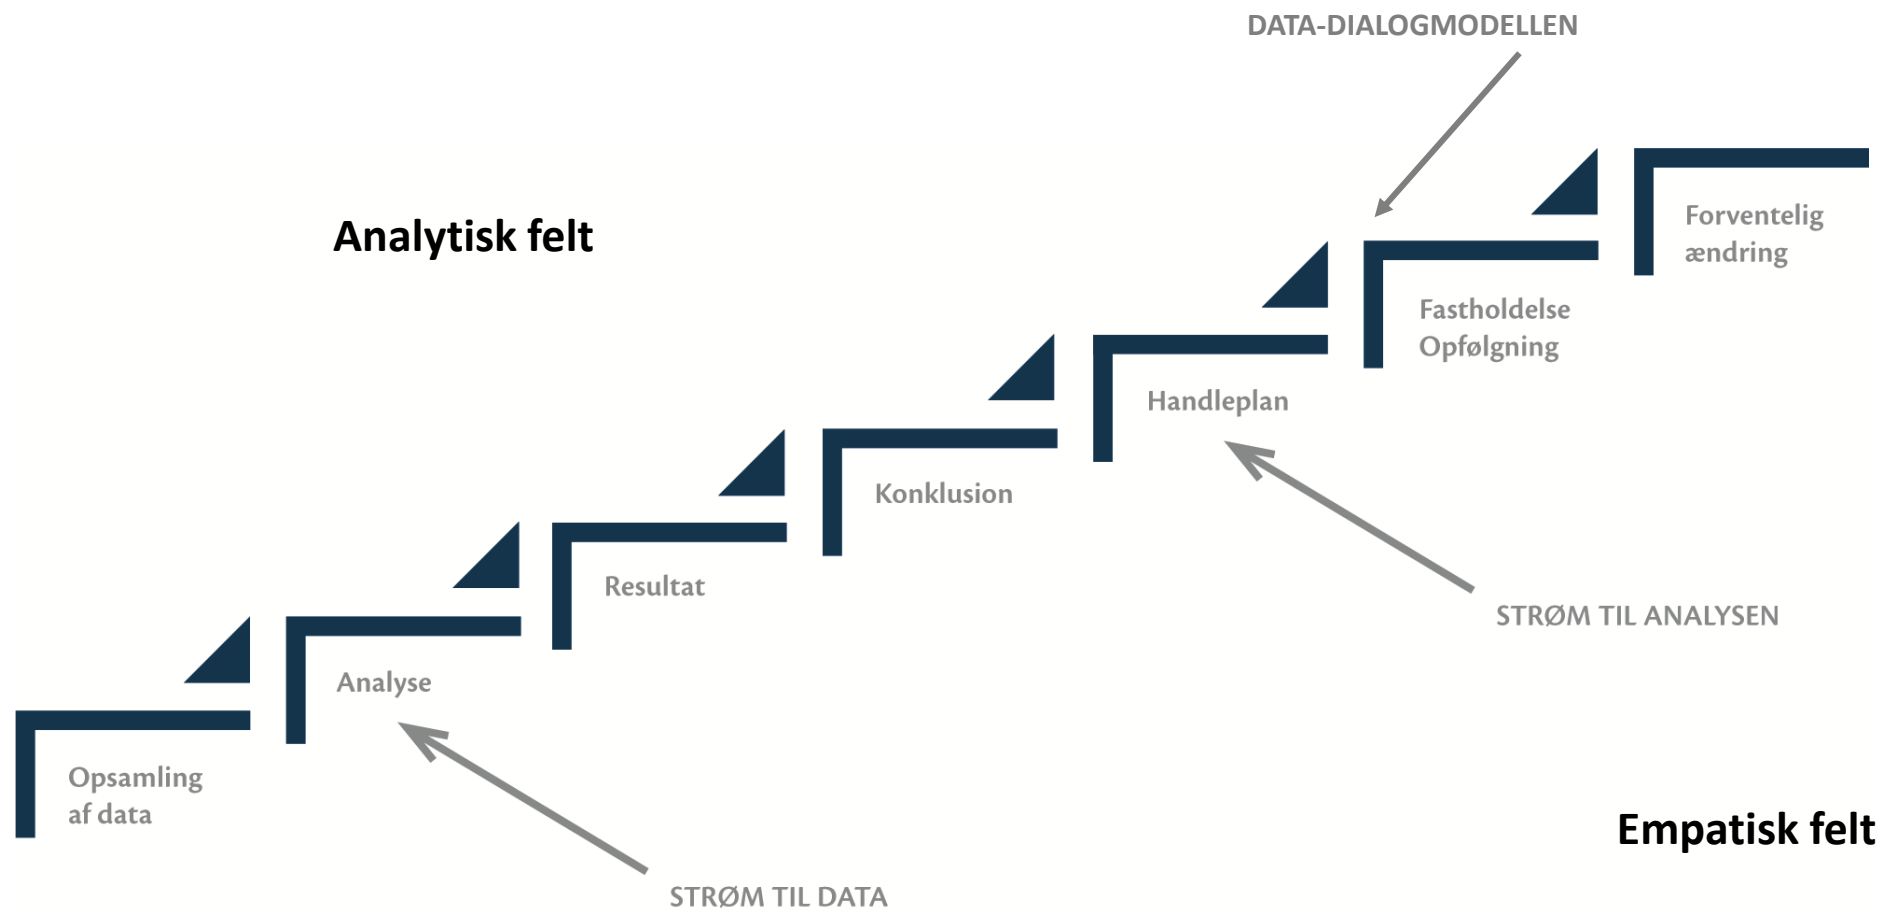 DATA-DIALOGMODELLEN
Analytisk felt
Forventelig
ændring
Fastholdelse
Opfølgning
Handleplan
Konklusion
Resultat
STRØM TIL ANALYSEN
Analyse
Opsamling
af data
Empatisk felt
STRØM TIL DATA